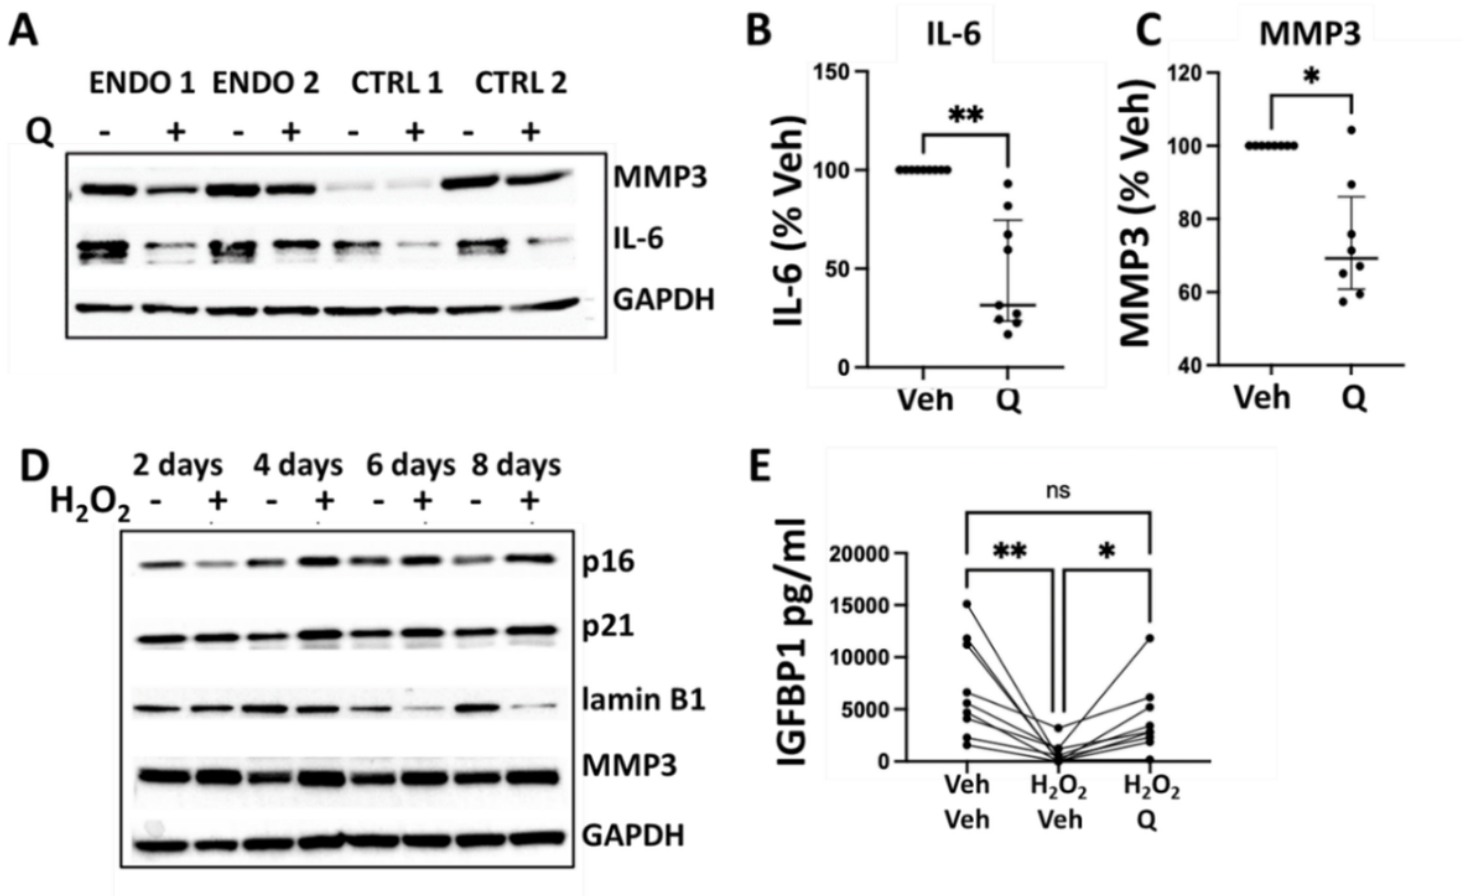 A
ENDO 1 ENDO 2 CTRL 1 CTRL 2
Q - + - + - + - +
MMP3
IL-6
GAPDH
B
IL-6
IL-6 (% Veh)
150
**
100
50
0
Veh Q
C
MMP3
MMP3 (% Veh)
120
*
100
80
60
40
Veh Q
D
2 days 4 days 6 days 8 days
H₂O₂ - + - + - + - +
p16
p21
lamin B1
MMP3
GAPDH
E
IGFBP1 pg/ml
ns
** *
20000
15000
10000
5000
0
Veh H₂O₂ H₂O₂
Veh Veh Q